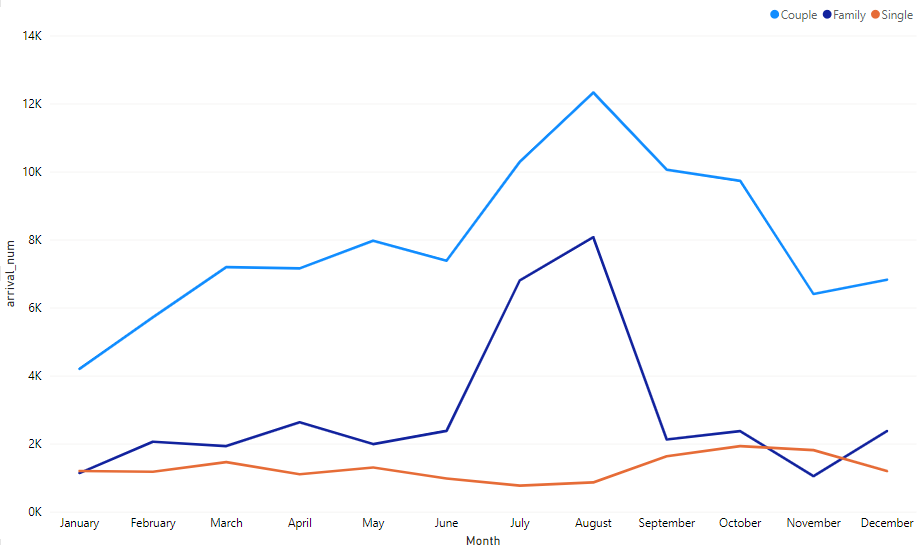 Couple Family Single
14K
12K
10K
8K
6K
4K
2K
0K
arrival_num
January February March April May June July August September October November December
Month